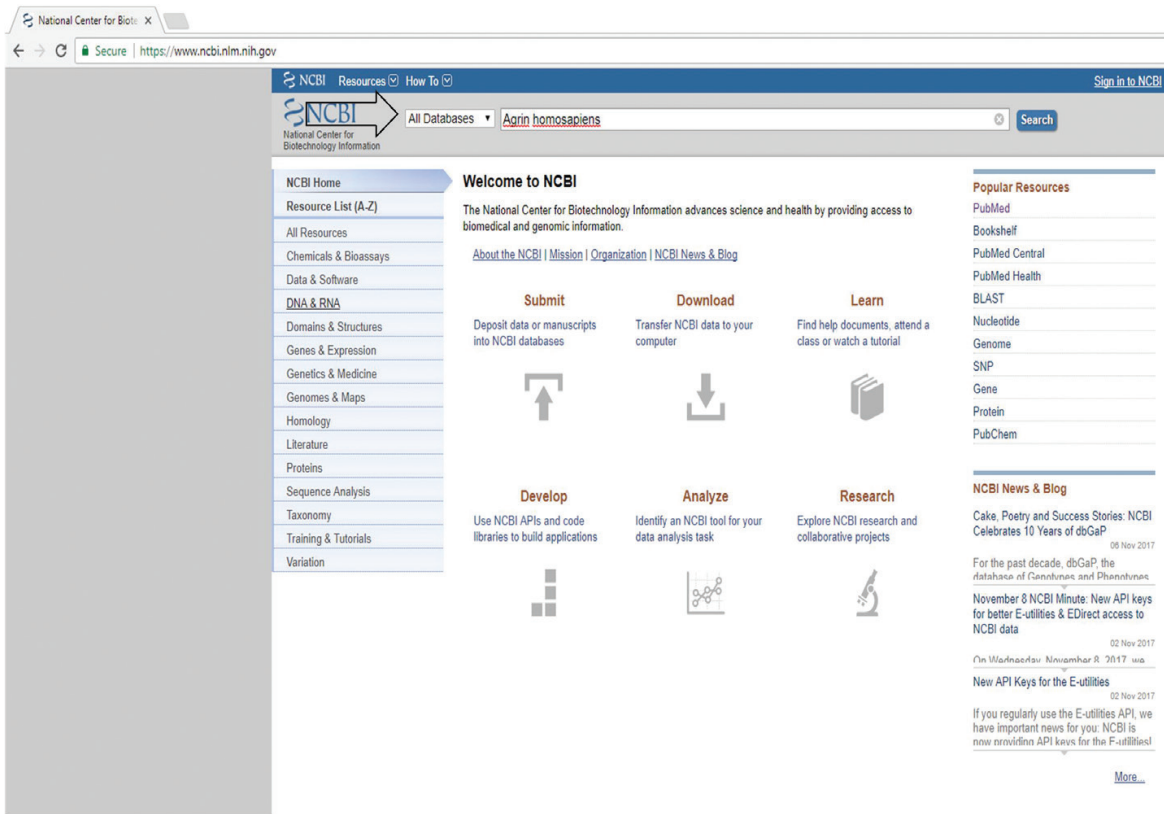 National Center for Biote
Secure | https://www.ncbi.nlm.nih.gov
NCBI Resources How To Sign in to NCBI
NCBI
National Center for
Biotechnology Information
All Databases Agrin homosapiens Search
NCBI Home
Resource List (A-Z)
All Resources
Chemicals & Bioassays
Data & Software
DNA & RNA
Domains & Structures
Genes & Expression
Genetics & Medicine
Genomes & Maps
Homology
Literature
Proteins
Sequence Analysis
Taxonomy
Training & Tutorials
Variation
Welcome to NCBI
The National Center for Biotechnology Information advances science and health by providing access to
biomedical and genomic information.
About the NCBI | Mission | Organization | NCBI News & Blog
Submit
Deposit data or manuscripts
into NCBI databases
Download
Transfer NCBI data to your
computer
Learn
Find help documents, attend a
class or watch a tutorial
Develop
Use NCBI APIs and code
libraries to build applications
Analyze
Identify an NCBI tool for your
data analysis task
Research
Explore NCBI research and
collaborative projects
Popular Resources
PubMed
Bookshelf
PubMed Central
PubMed Health
BLAST
Nucleotide
Genome
SNP
Gene
Protein
PubChem
NCBI News & Blog
Cake, Poetry and Success Stories: NCBI
Celebrates 10 Years of dbGaP
06 Nov 2017
For the past decade, dbGaP, the
database of Genotypes and Phenotypes
November 8 NCBI Minute: New API keys
for better E-utilities & EDirect access to
NCBI data
02 Nov 2017
On Wednesday, November 8, 2017, we
New API Keys for the E-utilities
02 Nov 2017
If you regularly use the E-utilities API, we
have important news for you: NCBI is
now providing API keys for the E-utilities!
More...